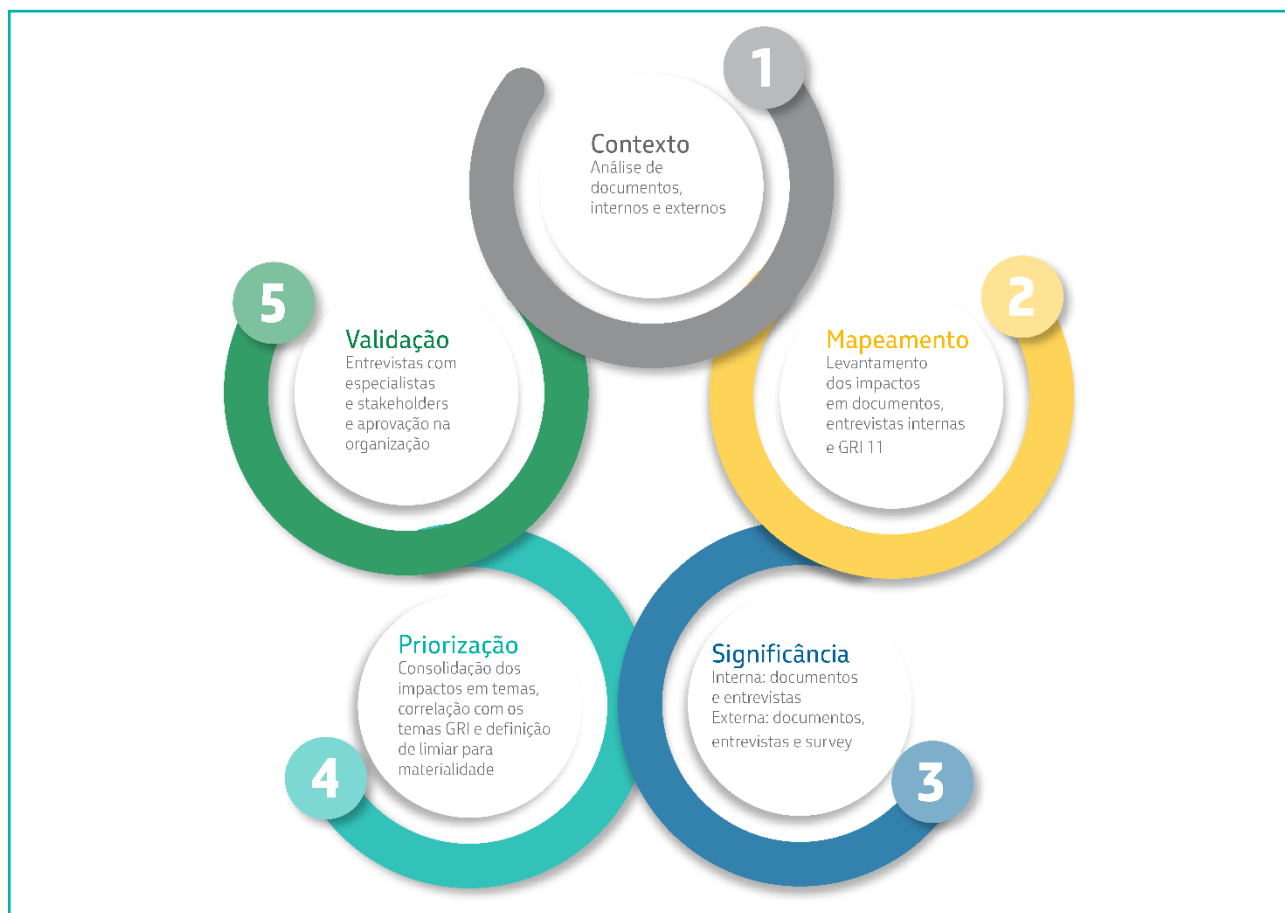 1
Contexto
Análise de
documentos,
internos e externos
2
Mapeamento
Levantamento
dos impactos
em documentos,
entrevistas internas
e GRI 11
3
Significância
Interna: documentos
e entrevistas
Externa: documentos,
entrevistas e survey
4
Priorização
Consolidação dos
impactos em temas,
correlação com os
temas GRI e definição
de limiar para
materialidade
5
Validação
Entrevistas com
especialistas
e stakeholders
e aprovação na
organização